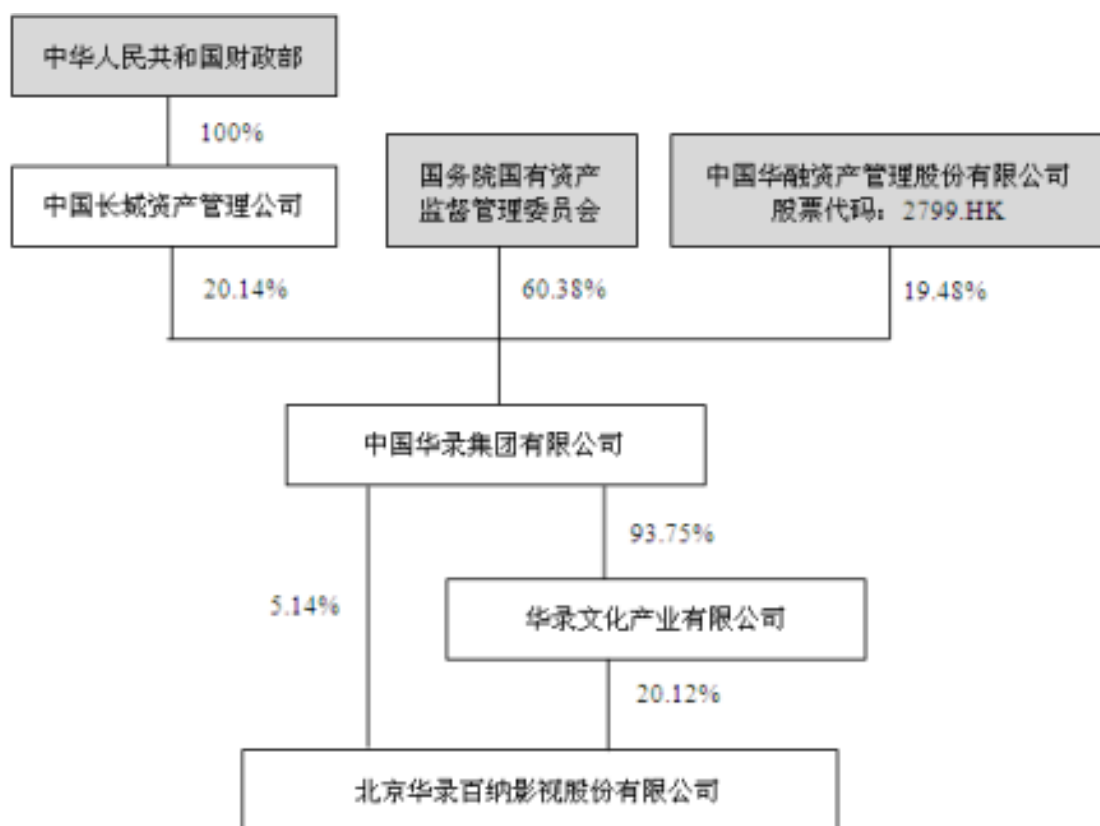 中华人民共和国财政部
100%
中国长城资产管理公司
国务院国有资产
监督管理委员会
中国华融资产管理股份有限公司
股票代码：2799.HK
20.14%
60.38%
19.48%
中国华录集团有限公司
93.75%
5.14%
华录文化产业有限公司
20.12%
北京华录百纳影视股份有限公司